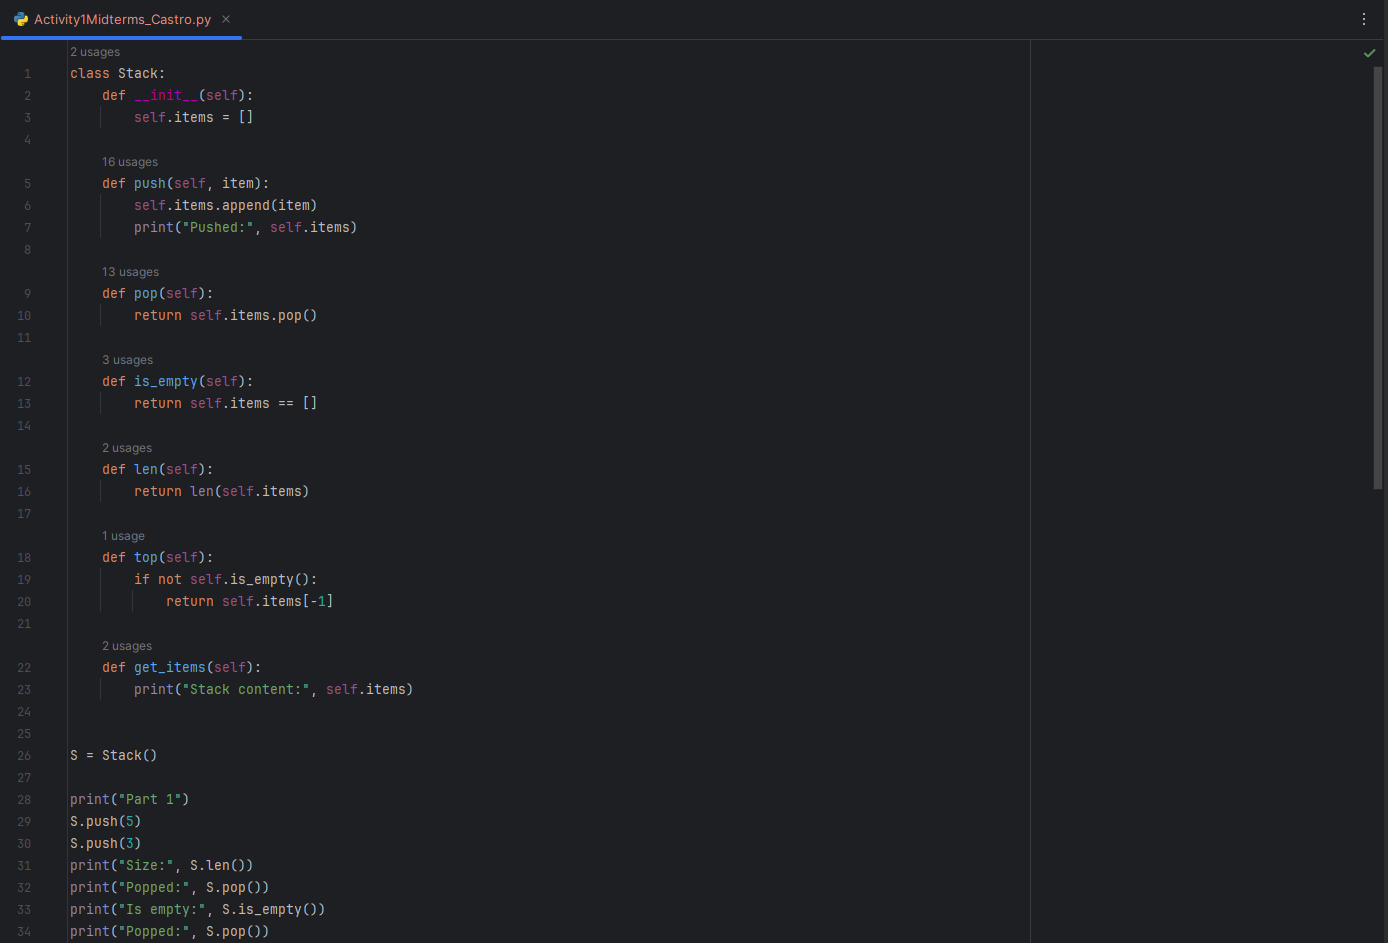 Activity1Midterms_Castro.py
2 usages
1 class Stack:
2     def __init__(self):
3         self.items = []
4
16 usages
5     def push(self, item):
6         self.items.append(item)
7         print("Pushed:", self.items)
8
13 usages
9     def pop(self):
10         return self.items.pop()
11
3 usages
12     def is_empty(self):
13         return self.items == []
14
2 usages
15     def len(self):
16         return len(self.items)
17
1 usage
18     def top(self):
19         if not self.is_empty():
20             return self.items[-1]
21
2 usages
22     def get_items(self):
23         print("Stack content:", self.items)
24
25
26 S = Stack()
27
28 print("Part 1")
29 S.push(5)
30 S.push(3)
31 print("Size:", S.len())
32 print("Popped:", S.pop())
33 print("Is empty:", S.is_empty())
34 print("Popped:", S.pop())